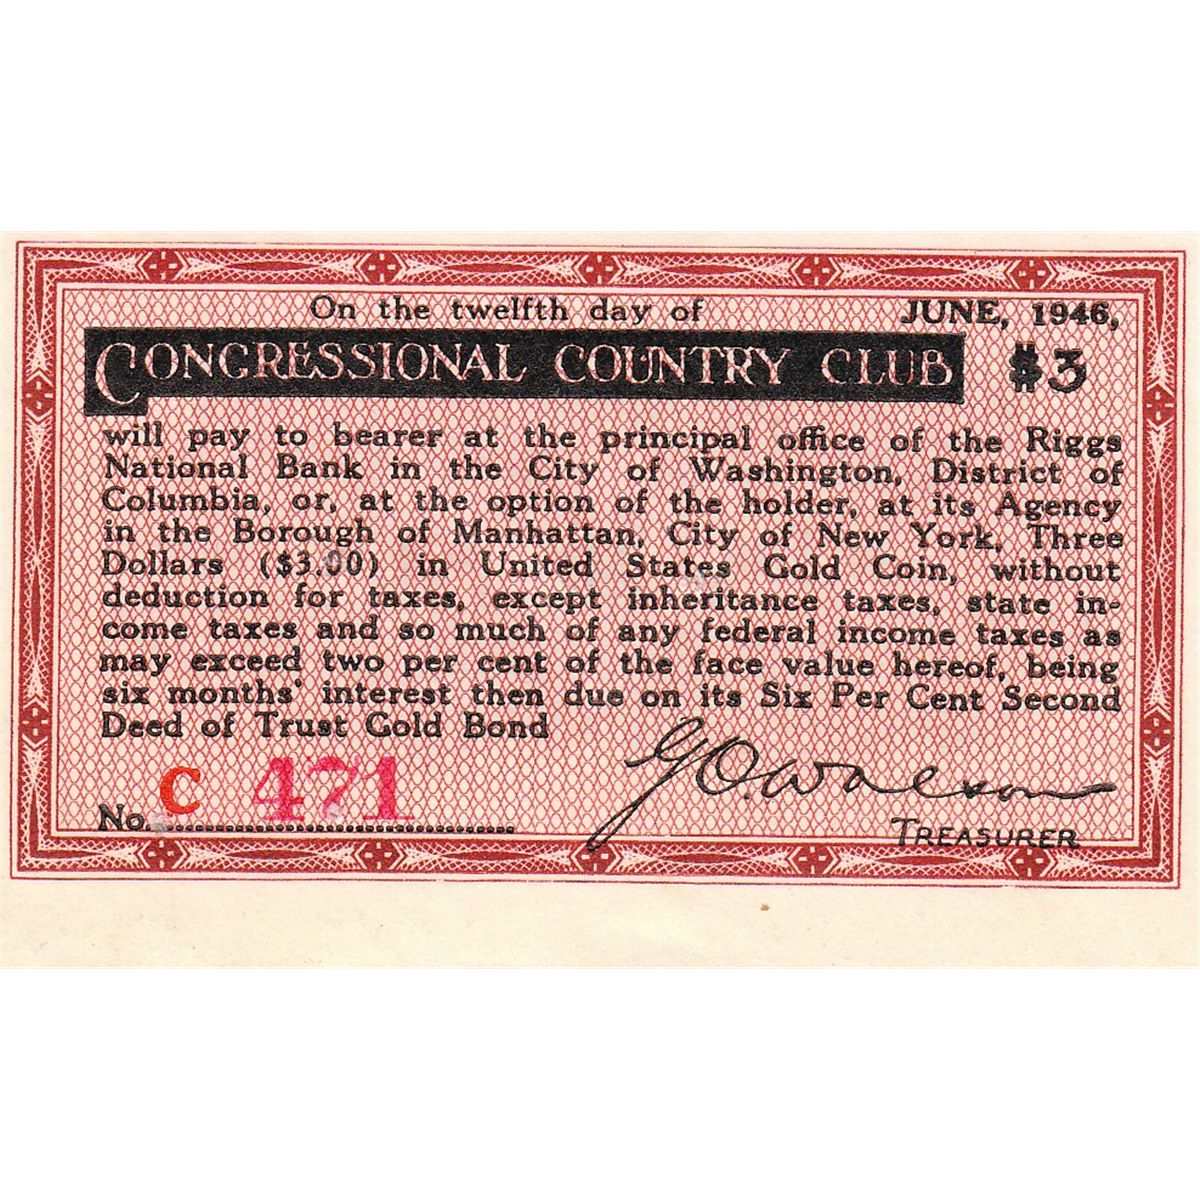 On the twelfth day of JUNE, 1946,
CONGRESSIONAL COUNTRY CLUB #3
will pay to bearer at the principal office of the Riggs
National Bank in the City of Washington, District of
Columbia, or, at the option of the holder, at its Agency
in the Borough of Manhattan, City of New York, Three
Dollars ($3.00) in United States Gold Coin, without
deduction for taxes, except inheritance taxes, state in-
come taxes and so much of any federal income taxes as
may exceed two per cent of the face value hereof, being
six months' interest then due on its Six Per Cent Second
Deed of Trust Gold Bond
No. C 471
G. O. Walson
TREASURER